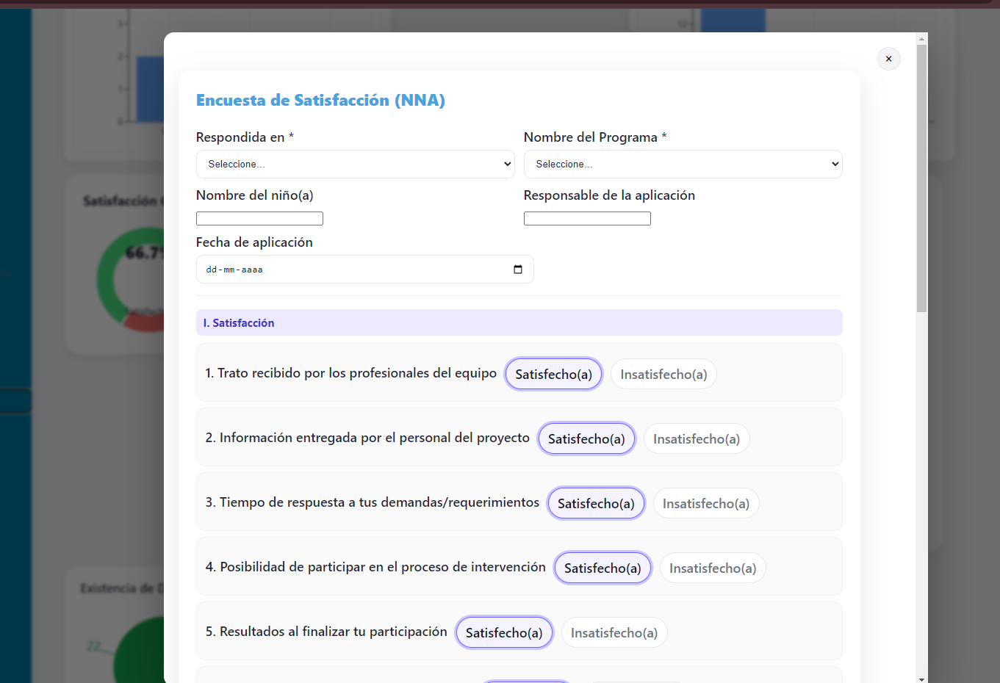 3
2
1
0
12
×
Encuesta de Satisfacción (NNA)
Respondida en *
Nombre del Programa *
Seleccione...
Seleccione...
Nombre del niño(a)
Responsable de la aplicación
Fecha de aplicación
dd-mm-aaaa
Satisfacción
66.7
I. Satisfacción
1. Trato recibido por los profesionales del equipo Satisfecho(a) Insatisfecho(a)
2. Información entregada por el personal del proyecto Satisfecho(a) Insatisfecho(a)
3. Tiempo de respuesta a tus demandas/requerimientos Satisfecho(a) Insatisfecho(a)
4. Posibilidad de participar en el proceso de intervención Satisfecho(a) Insatisfecho(a)
Existencia de D
5. Resultados al finalizar tu participación Satisfecho(a) Insatisfecho(a)
22